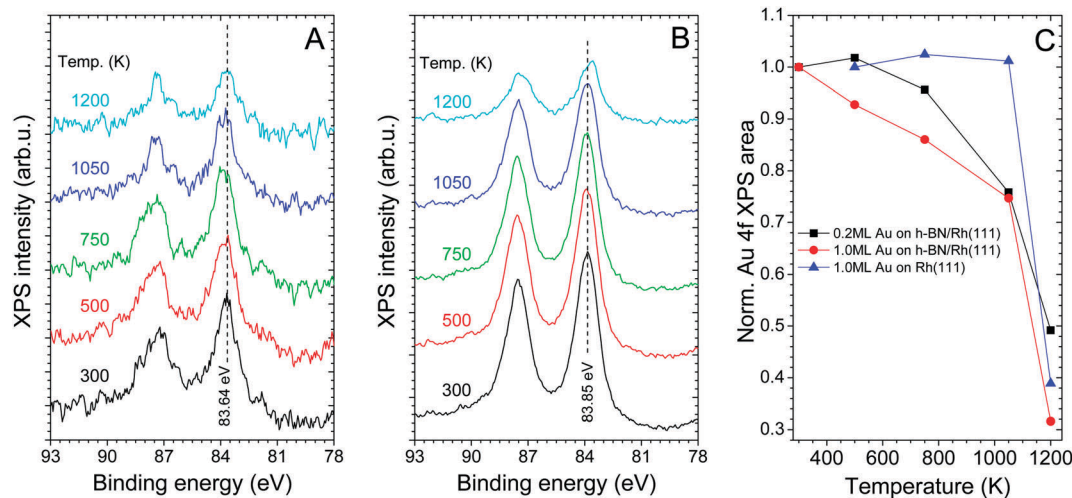 A
Temp. (K)
1200
1050
750
500
300
83.64 eV
XPS intensity (arb.u.)
93 90 87 84 81 78
Binding energy (eV)
B
Temp. (K)
1200
1050
750
500
300
83.85 eV
XPS intensity (arb.u.)
93 90 87 84 81 78
Binding energy (eV)
C
1.0
0.9
0.8
0.7
0.6
0.5
0.4
0.3
Norm. Au 4f XPS area
0.2ML Au on h-BN/Rh(111)
1.0ML Au on h-BN/Rh(111)
1.0ML Au on Rh(111)
400 600 800 1000 1200
Temperature (K)